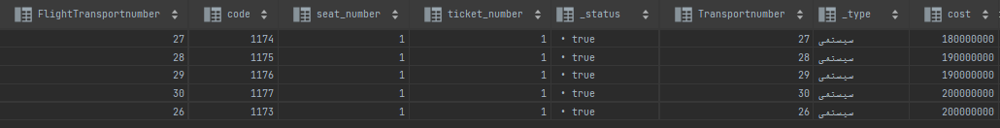 FlightTransportnumber code seat_number ticket_number _status Transportnumber _type cost
27 1174 1 1 • true 27 سیستمی 180000000
28 1175 1 1 • true 28 سیستمی 190000000
29 1176 1 1 • true 29 سیستمی 190000000
30 1177 1 1 • true 30 سیستمی 200000000
26 1173 1 1 • true 26 سیستمی 200000000